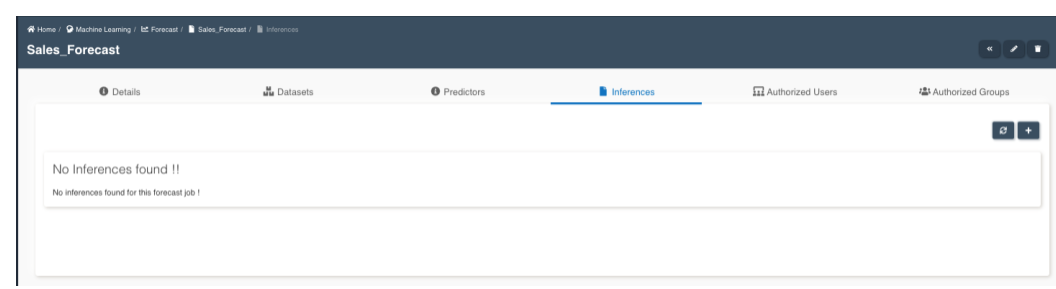 Home / Machine Learning / Forecast / Sales_Forecast / Inferences
Sales_Forecast
Details Datasets Predictors Inferences Authorized Users Authorized Groups
No Inferences found !!
No inferences found for this forecast job !